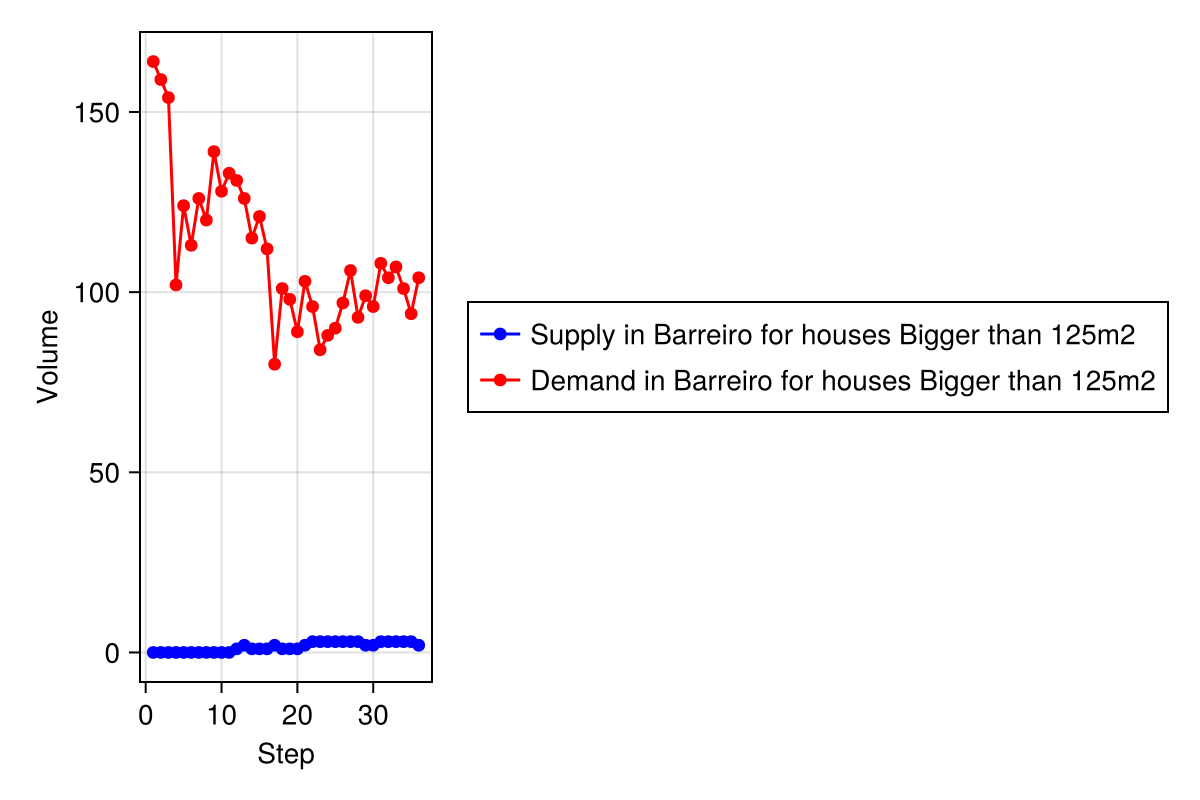 150
100
50
0
Volume
0 10 20 30
Step
Supply in Barreiro for houses Bigger than 125m2
Demand in Barreiro for houses Bigger than 125m2